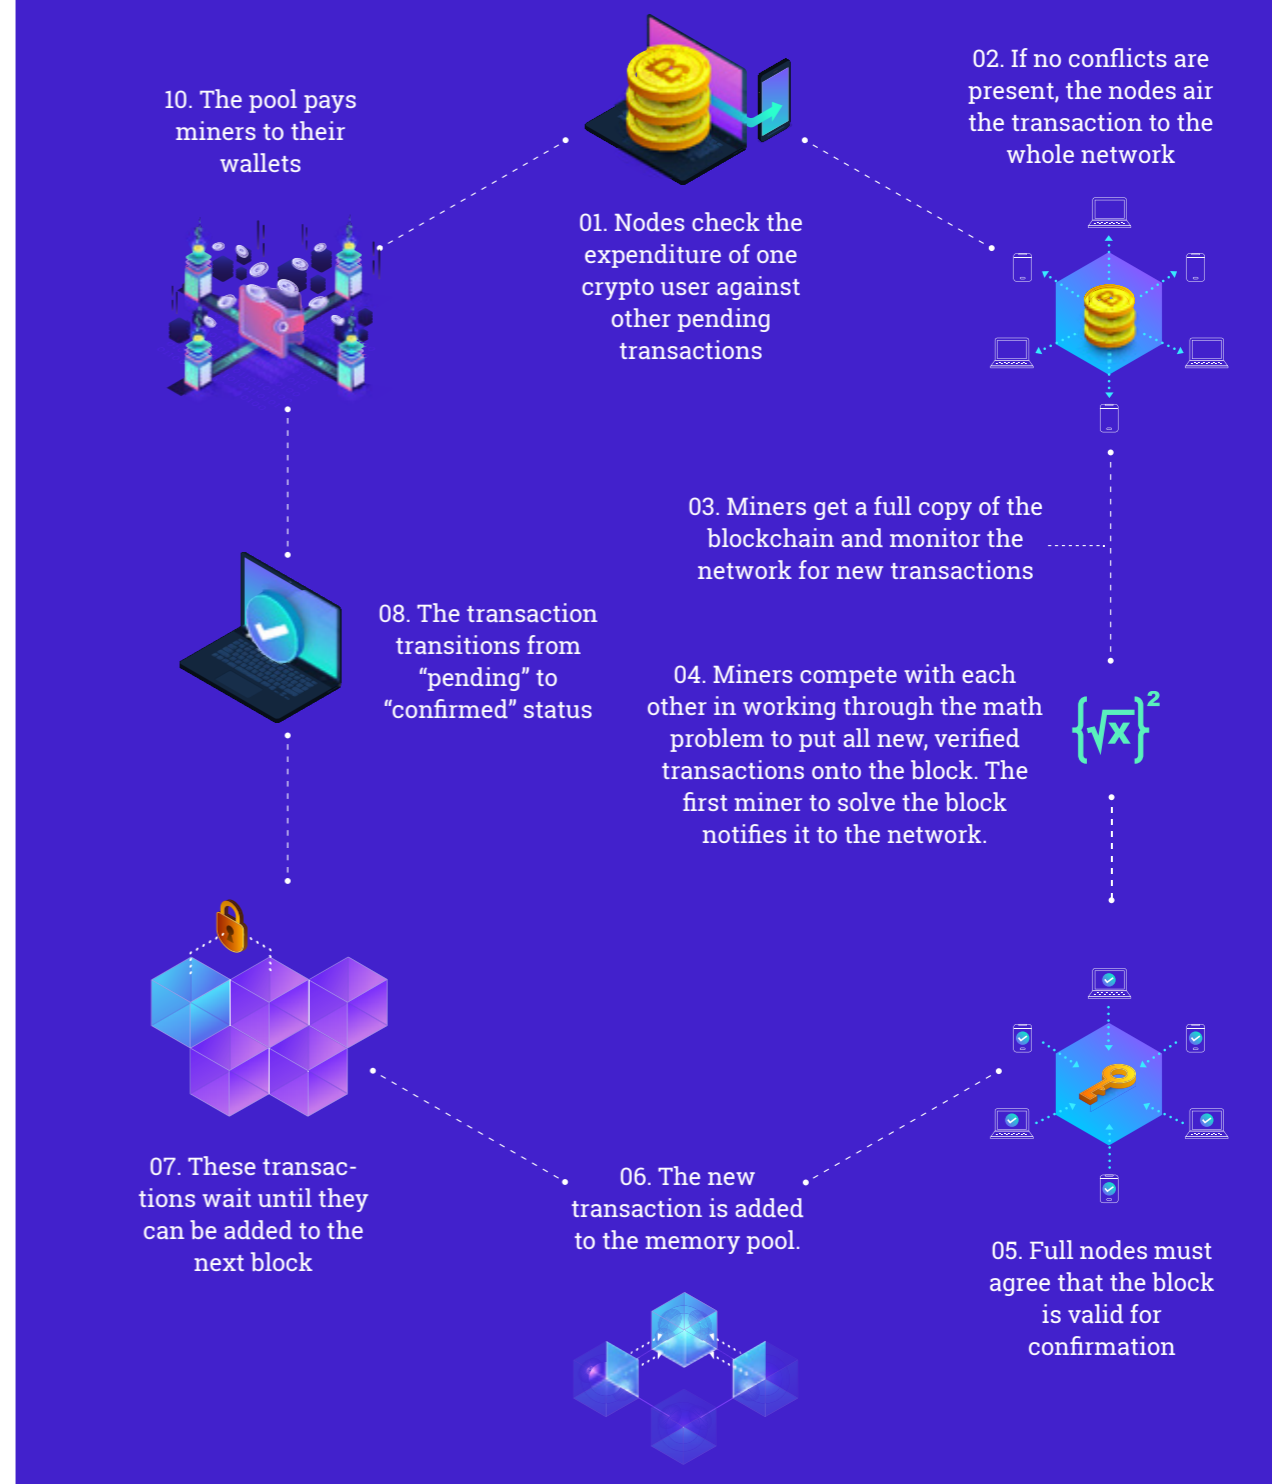 01. Nodes check the
expenditure of one
crypto user against
other pending
transactions
02. If no conflicts are
present, the nodes air
the transaction to the
whole network
03. Miners get a full copy of the
blockchain and monitor the
network for new transactions
04. Miners compete with each
other in working through the math
problem to put all new, verified
transactions onto the block. The
first miner to solve the block
notifies it to the network.
{√x}²
05. Full nodes must
agree that the block
is valid for
confirmation
06. The new
transaction is added
to the memory pool.
07. These transac-
tions wait until they
can be added to the
next block
08. The transaction
transitions from
“pending” to
“confirmed” status
10. The pool pays
miners to their
wallets